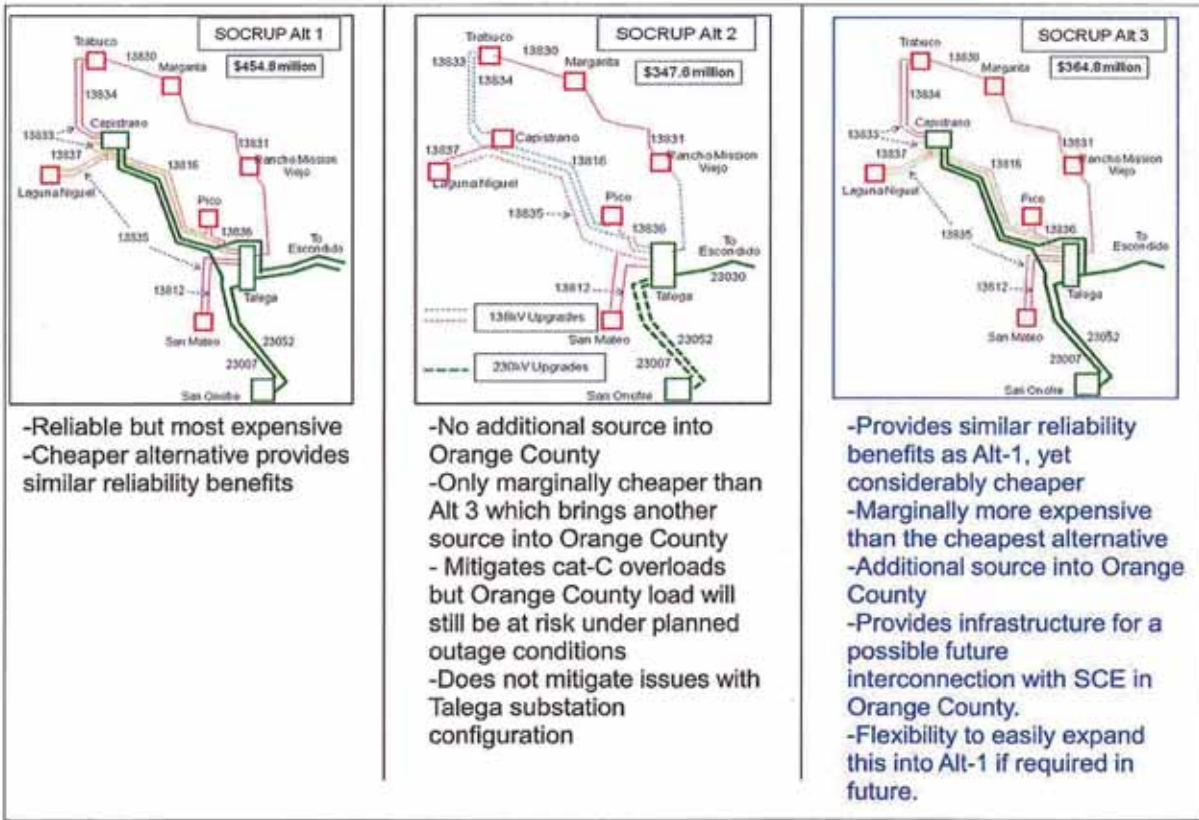 SOCRUP Alt 1
$454.8million
Trabuco
13830
Margarita
13834
Capistrano
13833
13831
13837
13816
Rancho Mission
Viejo
Laguna Niguel
Pico
13836
13835
To
Escondido
13812
Talega
San Mateo
23052
23007
San Onofre
-Reliable but most expensive
-Cheaper alternative provides
similar reliability benefits
SOCRUP Alt 2
$347.6million
Trabuco
13830
13833
13834
Margarita
Capistrano
13831
13837
13816
Rancho Mission
Viejo
Laguna Niguel
Pico
13835
13836
To
Escondido
23030
13812
Talega
138kV Upgrades
San Mateo
23052
230kV Upgrades
23007
San Onofre
-No additional source into
Orange County
-Only marginally cheaper than
Alt 3 which brings another
source into Orange County
- Mitigates cat-C overloads
but Orange County load will
still be at risk under planned
outage conditions
-Does not mitigate issues with
Talega substation
configuration
SOCRUP Alt 3
$364.8million
Trabuco
13830
Margarita
13834
Capistrano
13833
13831
13837
13816
Rancho Mission
Viejo
Laguna Niguel
Pico
13836
13835
To
Escondido
13812
Talega
San Mateo
23052
23007
San Onofre
-Provides similar reliability
benefits as Alt-1, yet
considerably cheaper
-Marginally more expensive
than the cheapest alternative
-Additional source into Orange
County
-Provides infrastructure for a
possible future
interconnection with SCE in
Orange County.
-Flexibility to easily expand
this into Alt-1 if required in
future.